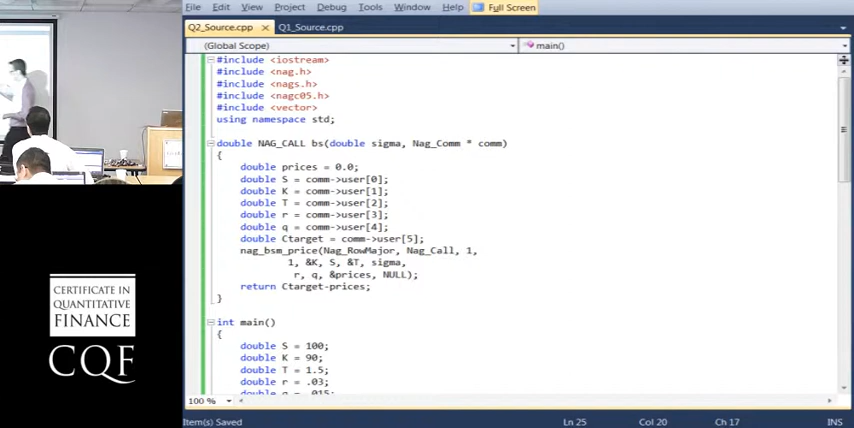 File Edit View Project Debug Tools Window Help Full Screen
Q2_Source.cpp Q1_Source.cpp
(Global Scope) main()
#include <iostream>
#include <nag.h>
#include <nags.h>
#include <nagc05.h>
#include <vector>
using namespace std;
double NAG_CALL bs(double sigma, Nag_Comm * comm)
{
double prices = 0.0;
double S = comm->user[0];
double K = comm->user[1];
double T = comm->user[2];
double r = comm->user[3];
double q = comm->user[4];
double Ctarget = comm->user[5];
nag_bsm_price(Nag_RowMajor, Nag_Call, 1,
1, &K, S, &T, sigma,
r, q, &prices, NULL);
return Ctarget-prices;
}
int main()
{
double S = 100;
double K = 90;
double T = 1.5;
double r = .03;
double q = .015;
100 %
Item(s) Saved Ln 25 Col 20 Ch 17 INS
CERTIFICATE IN
QUANTITATIVE
FINANCE
CQF